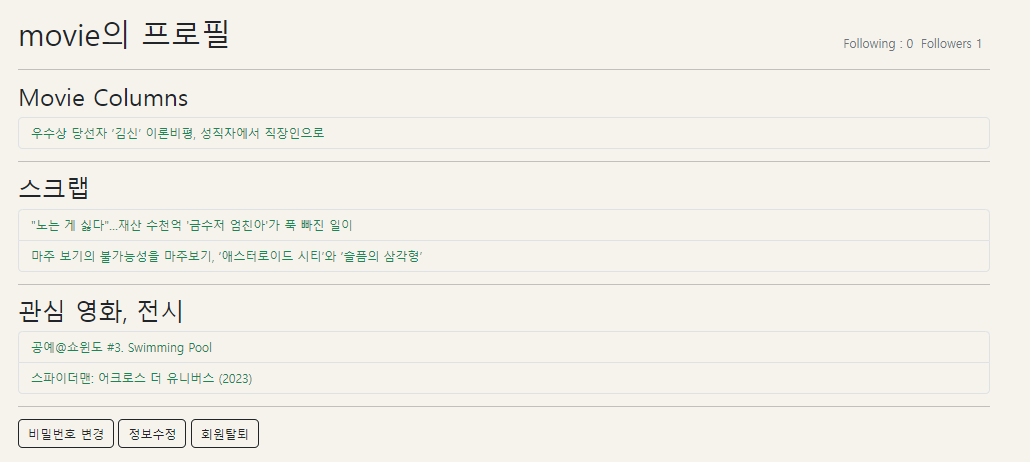 movie의 프로필
Following : 0 Followers 1
Movie Columns
우수상 당선자 ‘김신’ 이론비평, 성직자에서 직장인으로
스크랩
"노는 게 싫다"...재산 수천억 '금수저 엄친아'가 푹 빠진 일이
마주 보기의 불가능성을 마주보기, ‘애스터로이드 시티’와 ‘슬픔의 삼각형’
관심 영화, 전시
공예@쇼윈도 #3. Swimming Pool
스파이더맨: 어크로스 더 유니버스 (2023)
비밀번호 변경 정보수정 회원탈퇴